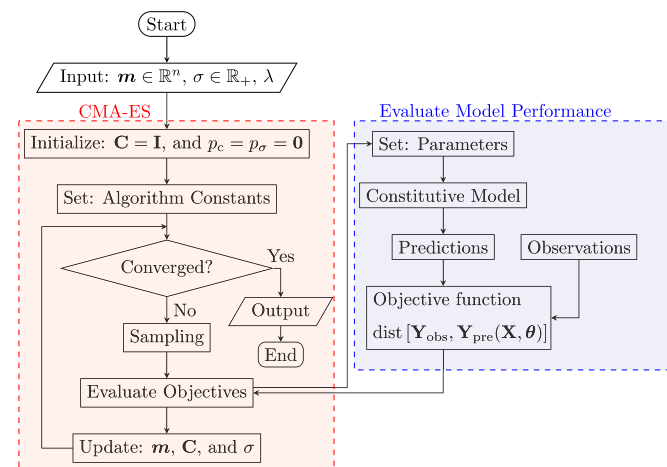 Start
Input: m ∈ ℝⁿ, σ ∈ ℝ₊, λ
CMA-ES
Initialize: C = I, and p_c = p_σ = 0
Set: Algorithm Constants
Converged?
Yes
No
Output
End
Sampling
Evaluate Objectives
Update: m, C, and σ
Evaluate Model Performance
Set: Parameters
Constitutive Model
Predictions
Observations
Objective function
dist [Y_obs, Y_pre(X, θ)]